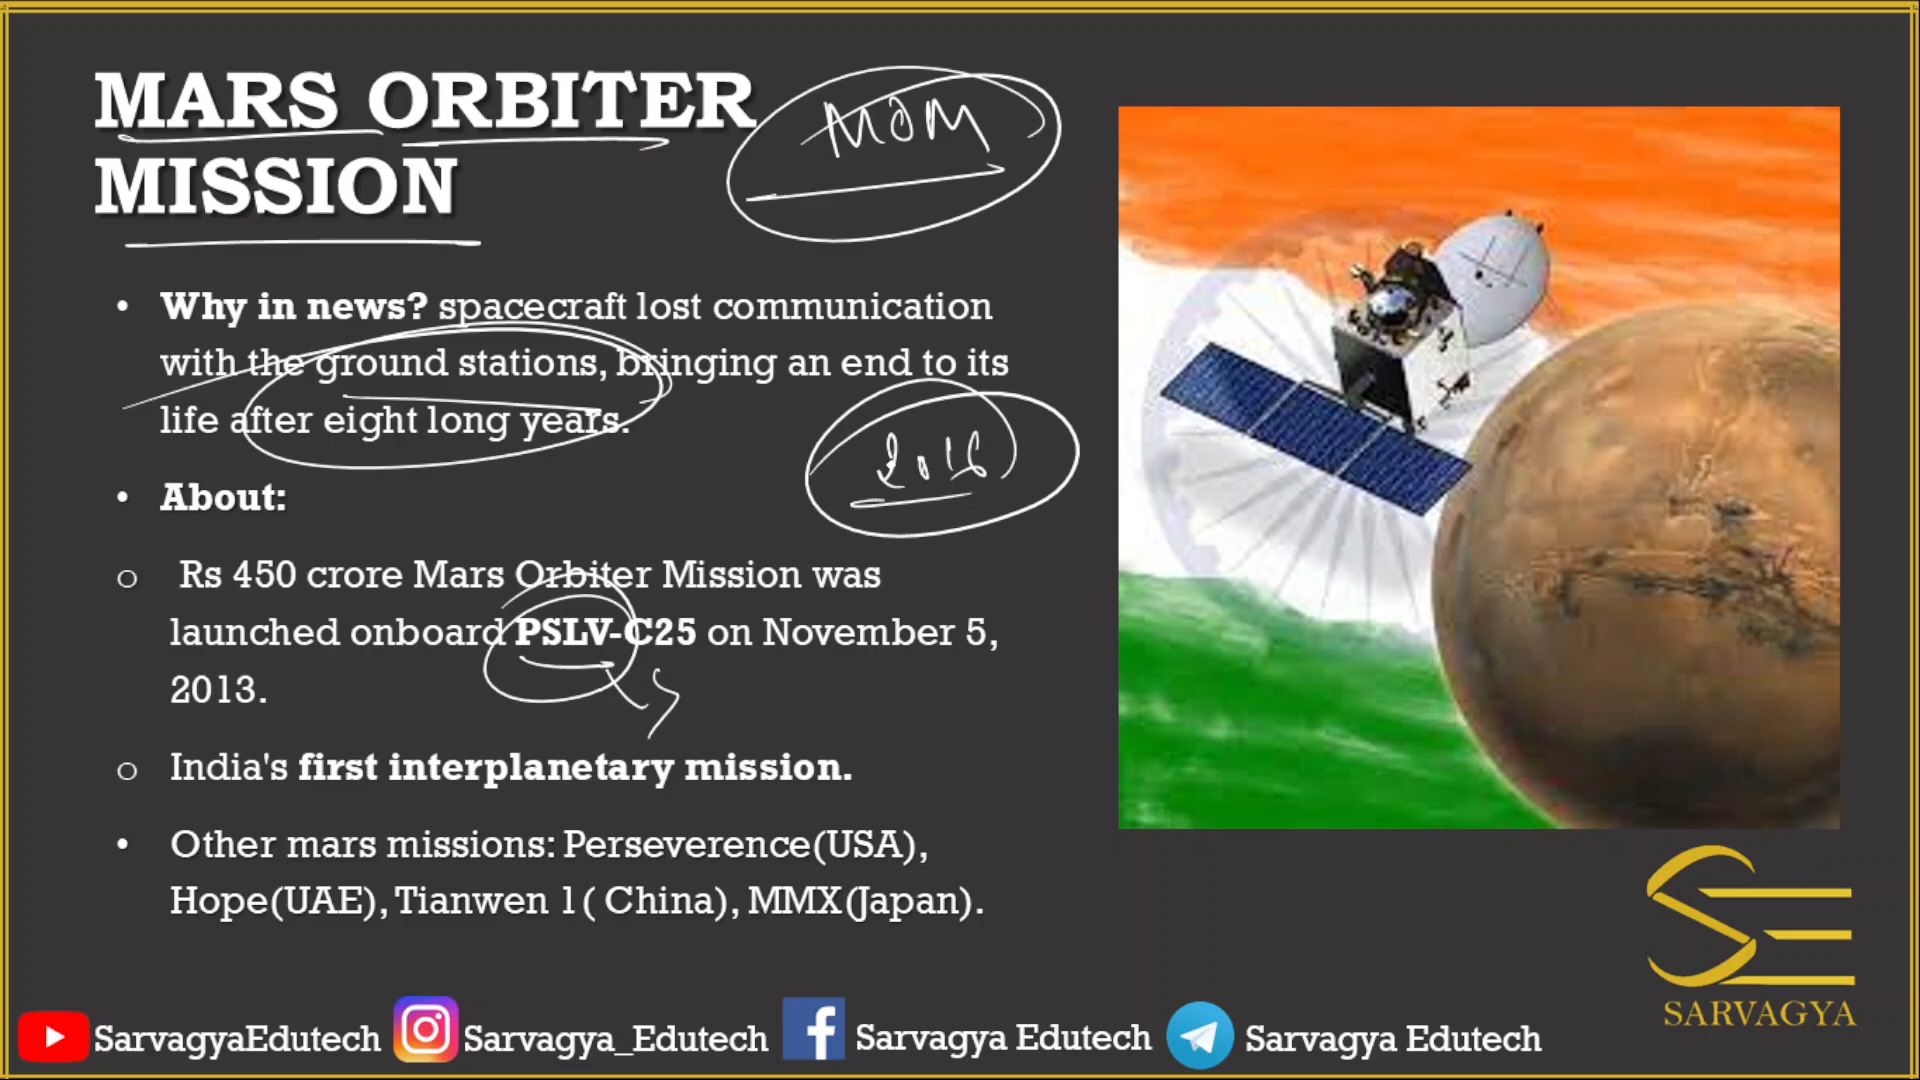 MARS ORBITER
MISSION
MOM
• Why in news? spacecraft lost communication
with the ground stations, bringing an end to its
life after eight long years.
2016
• About:
o Rs 450 crore Mars Orbiter Mission was
launched onboard PSLV-C25 on November 5,
2013.
o India's first interplanetary mission.
• Other mars missions: Perseverence(USA),
Hope(UAE), Tianwen 1( China), MMX(Japan).
SE
SARVAGYA
SarvagyaEdutech Sarvagya_Edutech Sarvagya Edutech Sarvagya Edutech